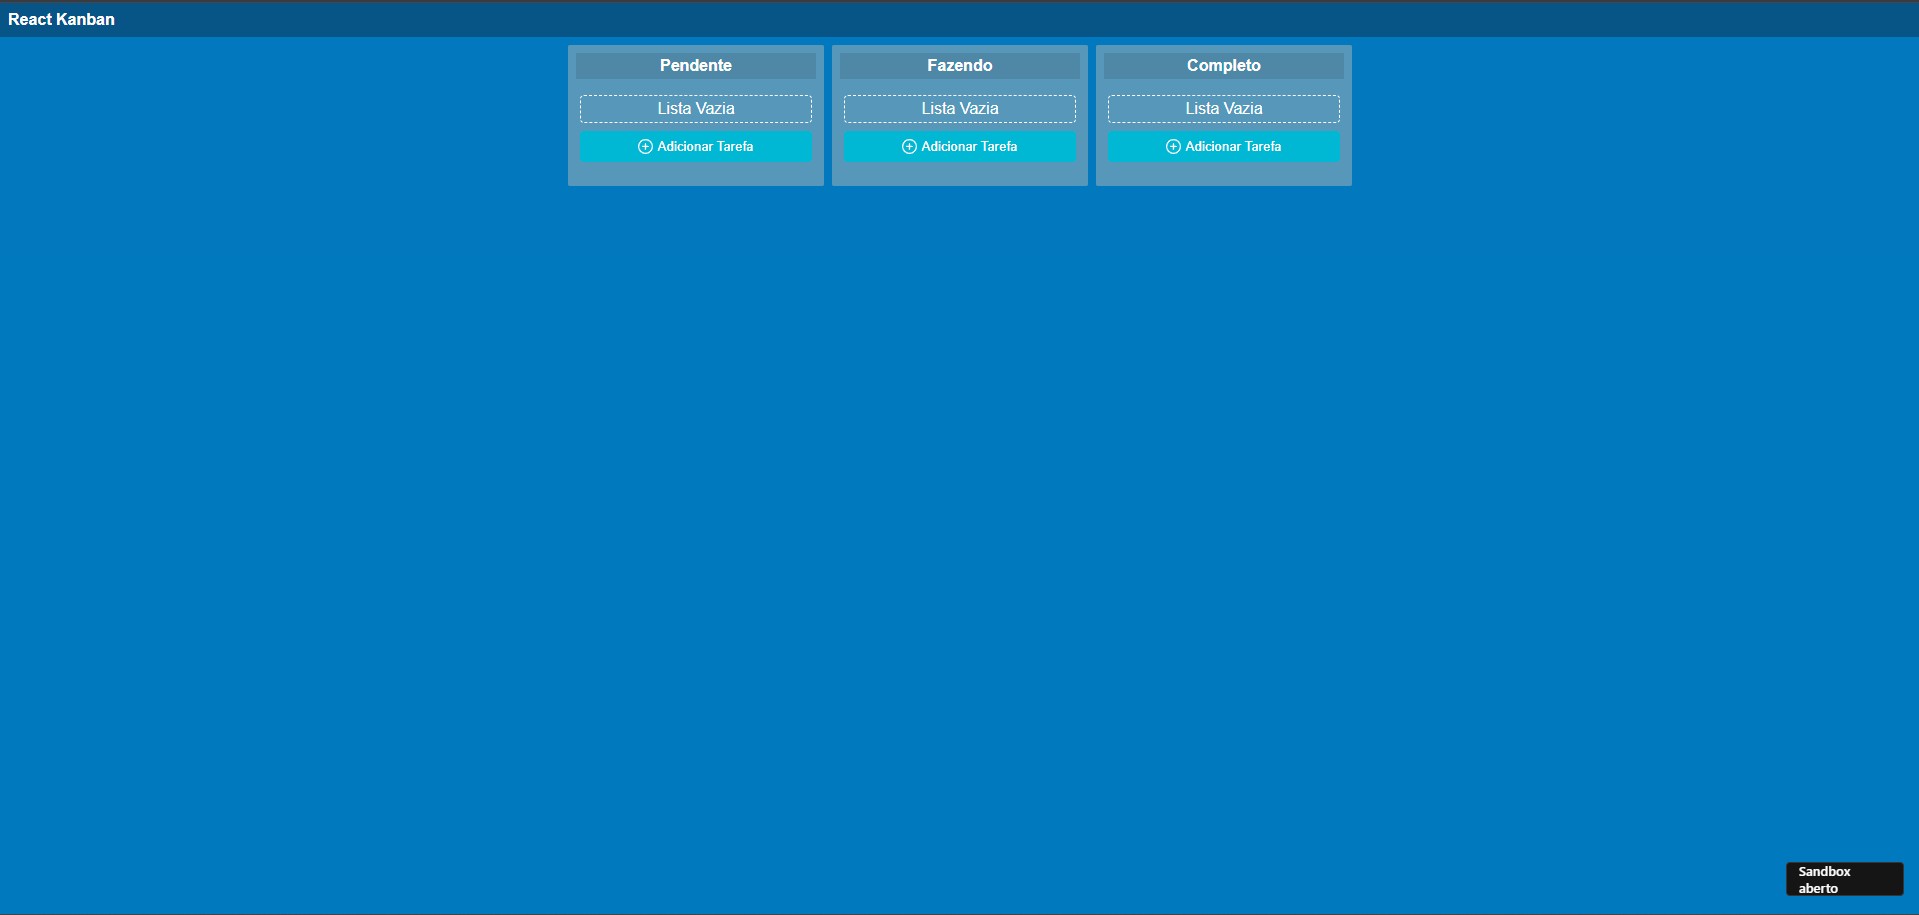 React Kanban
Pendente
Lista Vazia
Adicionar Tarefa
Fazendo
Lista Vazia
Adicionar Tarefa
Completo
Lista Vazia
Adicionar Tarefa
Sandbox
aberto